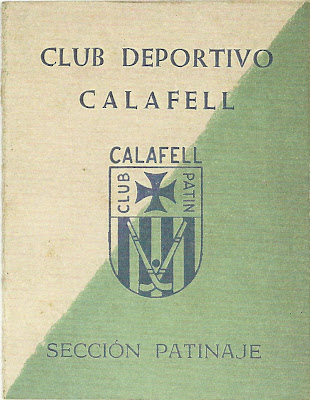 CLUB DEPORTIVO
CALAFELL
CALAFELL
CLUB
PATIN
SECCIÓN PATINAJE